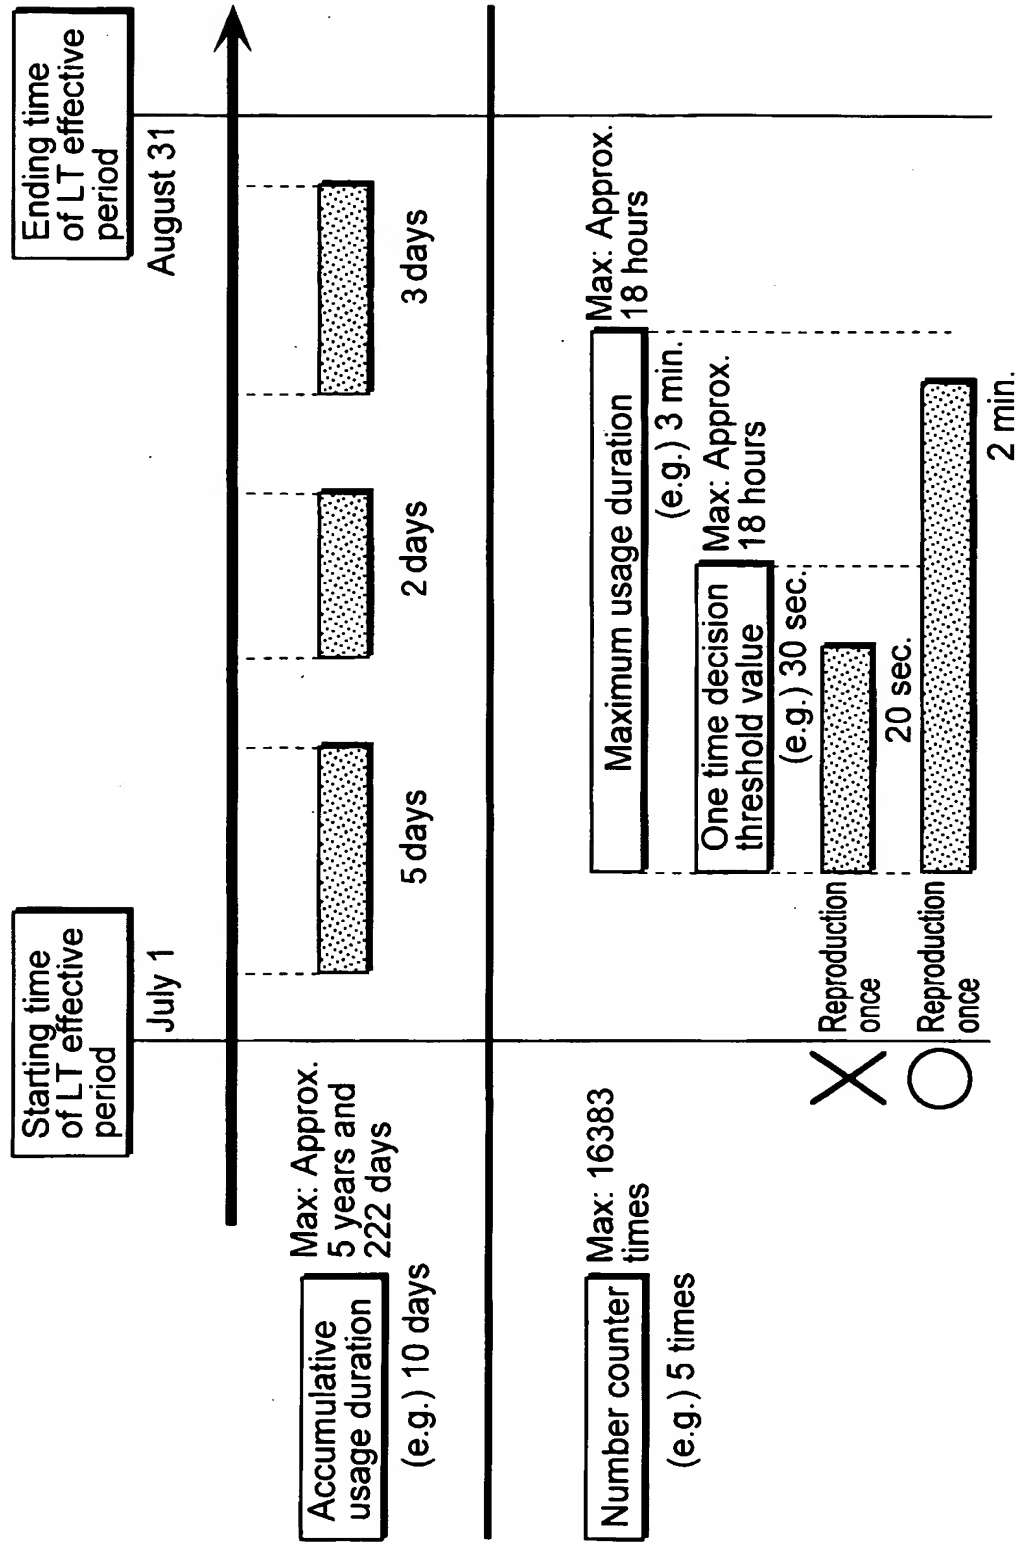 Starting time
of LT effective
period
Ending time
of LT effective
period
July 1
August 31
Accumulative
usage duration
Max: Approx.
5 years and
222 days
(e.g.) 10 days
5 days
2 days
3 days
Number counter
Max: 16383
times
(e.g.) 5 times
Maximum usage duration
Max: Approx.
18 hours
(e.g.) 3 min.
One time decision
threshold value
Max: Approx.
18 hours
(e.g.) 30 sec.
Reproduction
once
20 sec.
Reproduction
once
2 min.